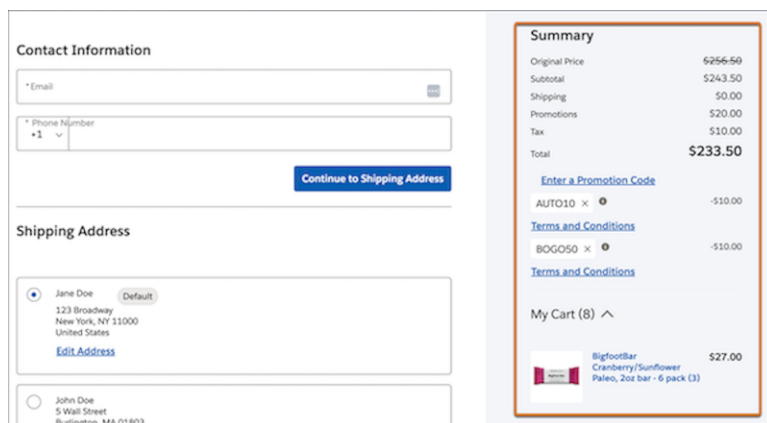 Contact Information
*Email
* Phone Number
+1
Continue to Shipping Address
Shipping Address
Jane Doe
Default
123 Broadway
New York, NY 11000
United States
Edit Address
John Doe
5 Wall Street
Burlington, MA 01803
Summary
Original Price $256.50
Subtotal $243.50
Shipping $0.00
Promotions $20.00
Tax $10.00
Total $233.50
Enter a Promotion Code
AUTO10 × -$10.00
Terms and Conditions
BOGO50 × -$10.00
Terms and Conditions
My Cart (8)
BigfootBar $27.00
Cranberry/Sunflower
Paleo, 2oz bar - 6 pack (3)